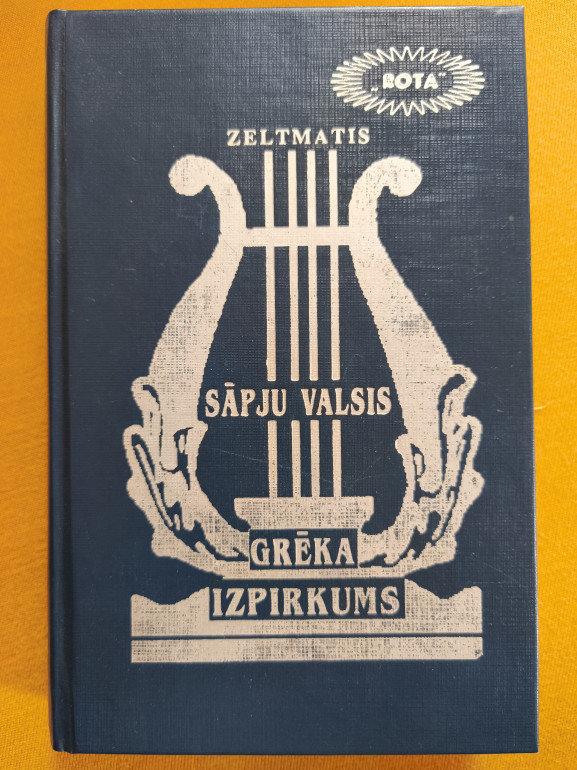 „ROTA“
ZELTMATIS
SĀPJU VALSIS
GRĒKA
IZPIRKUMS